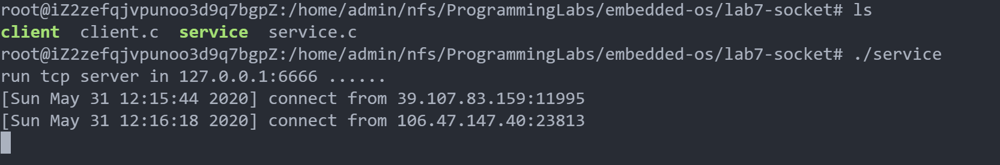 root@iZ2zefqjvpunoo3d9q7bgpZ:/home/admin/nfs/ProgrammingLabs/embedded-os/lab7-socket# ls
client  client.c  service  service.c
root@iZ2zefqjvpunoo3d9q7bgpZ:/home/admin/nfs/ProgrammingLabs/embedded-os/lab7-socket# ./service
run tcp server in 127.0.0.1:6666 ......
[Sun May 31 12:15:44 2020] connect from 39.107.83.159:11995
[Sun May 31 12:16:18 2020] connect from 106.47.147.40:23813